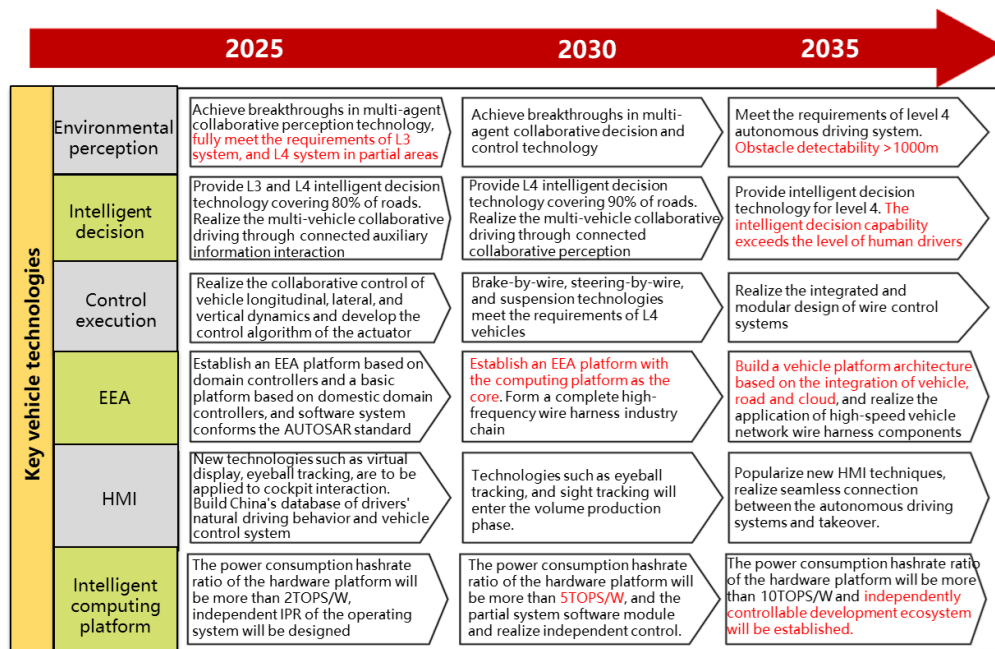 2025
2030
2035
Key vehicle technologies
Environmental
perception
Achieve breakthroughs in multi-agent
collaborative perception technology,
fully meet the requirements of L3
system, and L4 system in partial areas
Achieve breakthroughs in multi-
agent collaborative decision and
control technology
Meet the requirements of level 4
autonomous driving system.
Obstacle detectability >1000m
Intelligent
decision
Provide L3 and L4 intelligent decision
technology covering 80% of roads.
Realize the multi-vehicle collaborative
driving through connected auxiliary
information interaction
Provide L4 intelligent decision
technology covering 90% of roads.
Realize the multi-vehicle collaborative
driving through connected
collaborative perception
Provide intelligent decision
technology for level 4. The
intelligent decision capability
exceeds the level of human drivers
Control
execution
Realize the collaborative control of
vehicle longitudinal, lateral, and
vertical dynamics and develop the
control algorithm of the actuator
Brake-by-wire, steering-by-wire,
and suspension technologies
meet the requirements of L4
vehicles
Realize the integrated and
modular design of wire control
systems
EEA
Establish an EEA platform based on
domain controllers and a basic
platform based on domestic domain
controllers, and software system
conforms the AUTOSAR standard
Establish an EEA platform with
the computing platform as the
core. Form a complete high-
frequency wire harness industry
chain
Build a vehicle platform architecture
based on the integration of vehicle,
road and cloud, and realize the
application of high-speed vehicle
network wire harness components
HMI
New technologies such as virtual
display, eyeball tracking, are to be
applied to cockpit interaction.
Build China's database of drivers'
natural driving behavior and vehicle
control system
Technologies such as eyeball
tracking, and sight tracking will
enter the volume production
phase.
Popularize new HMI techniques,
realize seamless connection
between the autonomous driving
systems and takeover.
Intelligent
computing
platform
The power consumption hashrate
ratio of the hardware platform will
be more than 2TOPS/W,
independent IPR of the operating
system will be designed
The power consumption hashrate
ratio of the hardware platform will
be more than 5TOPS/W, and the
partial system software module
and realize independent control.
The power consumption hashrate ratio
of the hardware platform will be more
than 10TOPS/W and independently
controllable development ecosystem
will be established.